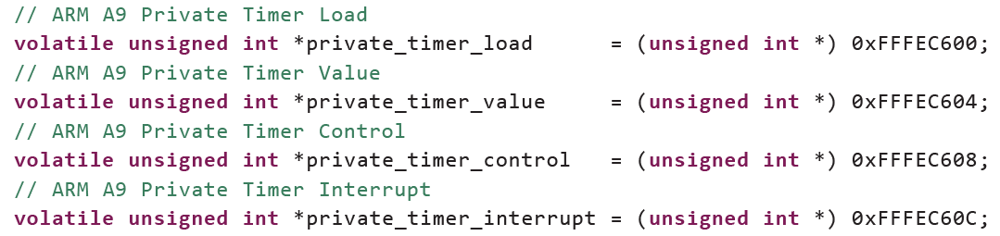 // ARM A9 Private Timer Load
volatile unsigned int *private_timer_load      = (unsigned int *) 0xFFFEC600;
// ARM A9 Private Timer Value
volatile unsigned int *private_timer_value     = (unsigned int *) 0xFFFEC604;
// ARM A9 Private Timer Control
volatile unsigned int *private_timer_control   = (unsigned int *) 0xFFFEC608;
// ARM A9 Private Timer Interrupt
volatile unsigned int *private_timer_interrupt = (unsigned int *) 0xFFFEC60C;